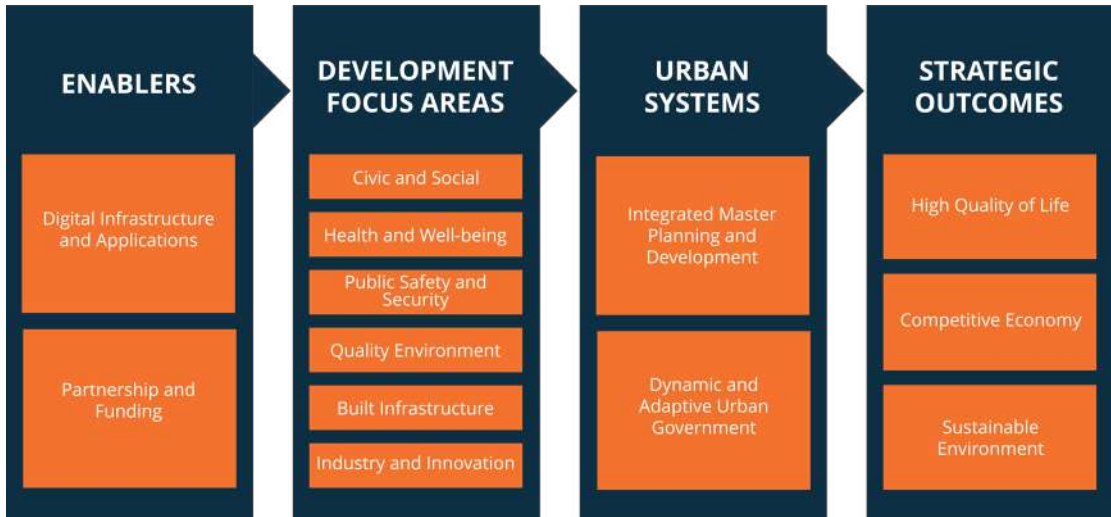 ENABLERS
Digital Infrastructure
and Applications
Partnership and
Funding
DEVELOPMENT
FOCUS AREAS
Civic and Social
Health and Well-being
Public Safety and
Security
Quality Environment
Built Infrastructure
Industry and Innovation
URBAN
SYSTEMS
Integrated Master
Planning and
Development
Dynamic and
Adaptive Urban
Government
STRATEGIC
OUTCOMES
High Quality of Life
Competitive Economy
Sustainable
Environment